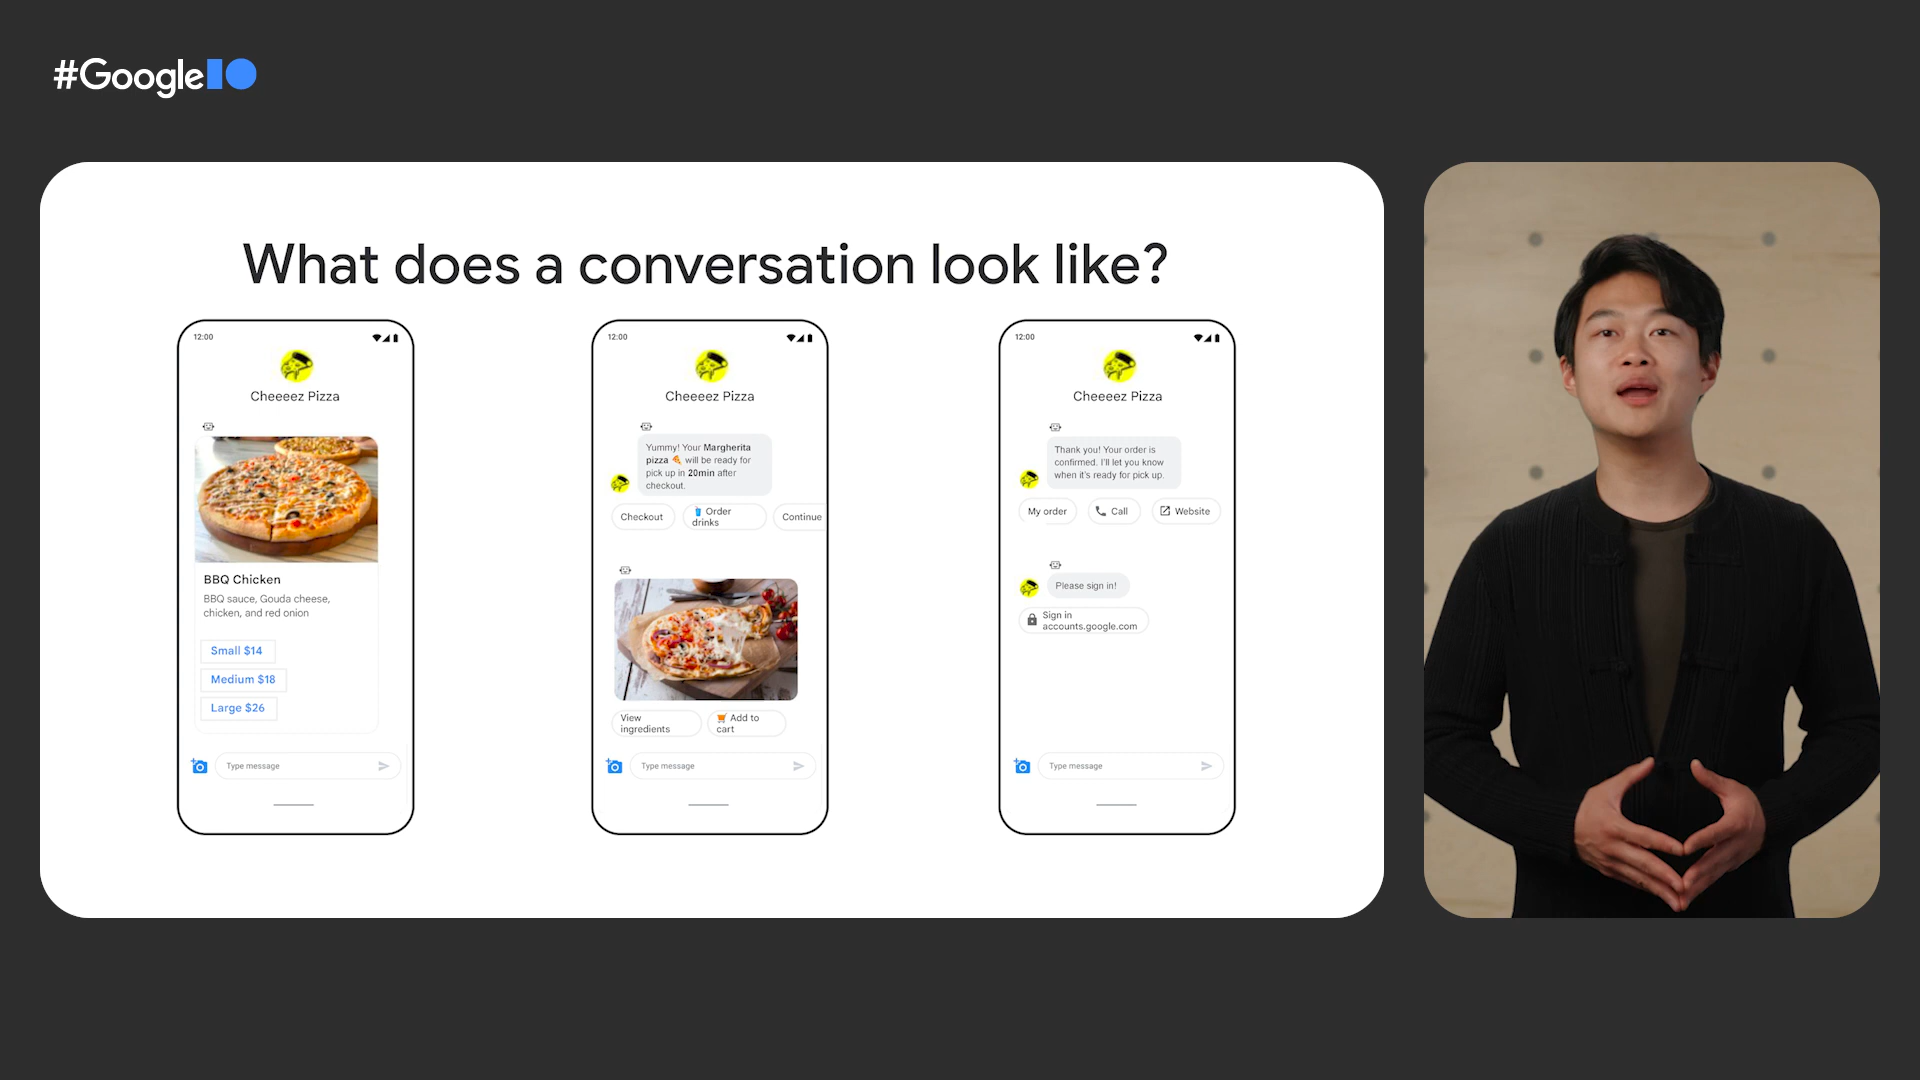 #GoogleIO
What does a conversation look like?
12:00
Cheeeez Pizza
BBQ Chicken
BBQ sauce, Gouda cheese,
chicken, and red onion
Small $14
Medium $18
Large $26
Type message
12:00
Cheeeez Pizza
Yummy! Your Margherita
pizza 🍕 will be ready for
pick up in 20min after
checkout.
Checkout
🥤 Order
drinks
Continue
View
ingredients
🛒 Add to
cart
Type message
12:00
Cheeeez Pizza
Thank you! Your order is
confirmed. I'll let you know
when it's ready for pick up.
My order
Call
Website
Please sign in!
Sign in
accounts.google.com
Type message